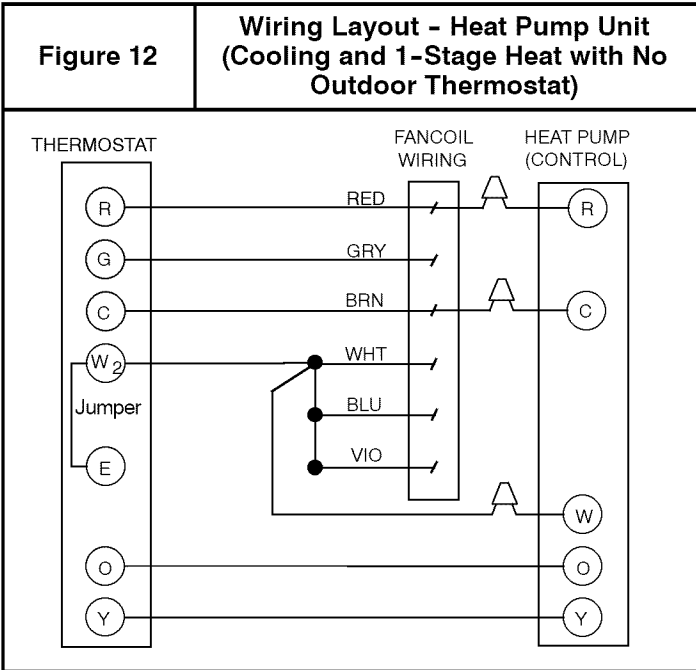 Figure 12
Wiring Layout - Heat Pump Unit
(Cooling and 1-Stage Heat with No
Outdoor Thermostat)
THERMOSTAT
FANCOIL
WIRING
HEAT PUMP
(CONTROL)
R
RED
R
G
GRY
C
BRN
C
W2
WHT
Jumper
BLU
E
VIO
W
O
O
Y
Y